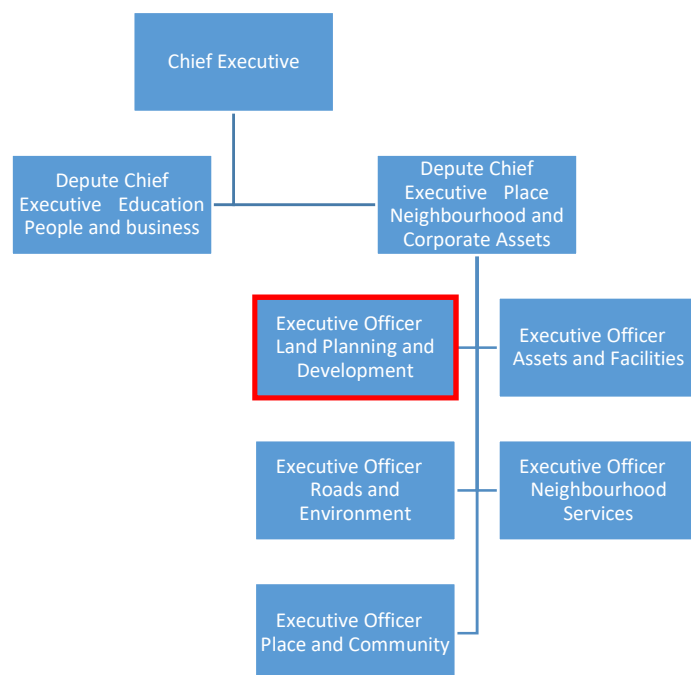 Chief Executive
Depute Chief
Executive Education
People and business
Depute Chief
Executive Place
Neighbourhood and
Corporate Assets
Executive Officer
Land Planning and
Development
Executive Officer
Assets and Facilities
Executive Officer
Roads and
Environment
Executive Officer
Neighbourhood
Services
Executive Officer
Place and Community